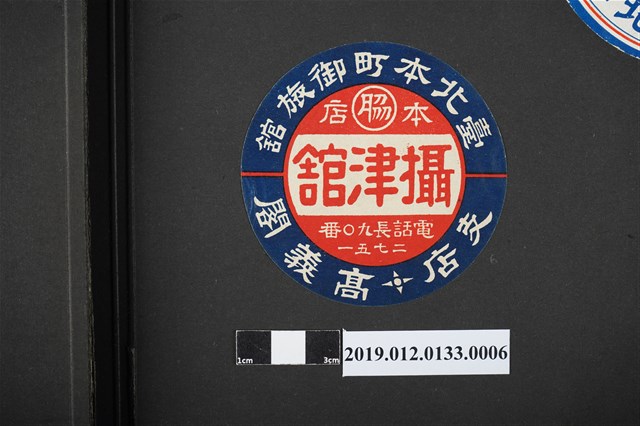 臺北本町御旅館
本脇店
攝津館
電話長九〇番
二七五一
支店高義閣
1cm 3cm
2019.012.0133.0006